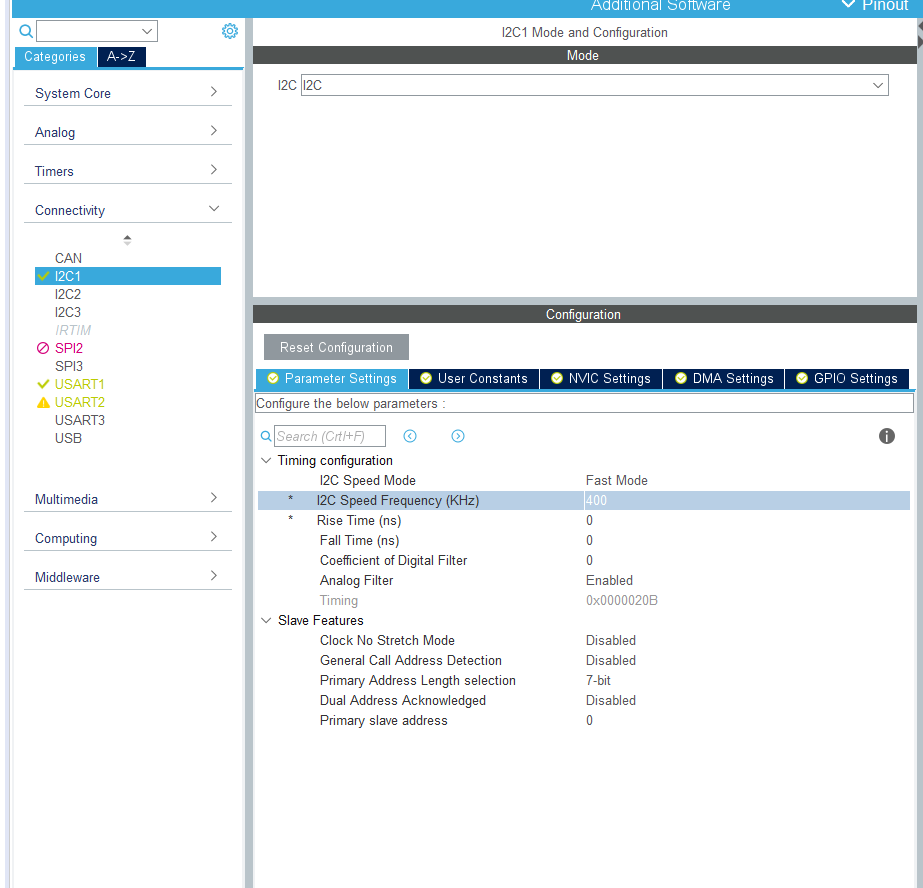 Additional Software
Pinout
Categories
A->Z
System Core
Analog
Timers
Connectivity
CAN
I2C1
I2C2
I2C3
IRTIM
SPI2
SPI3
USART1
USART2
USART3
USB
Multimedia
Computing
Middleware
I2C1 Mode and Configuration
Mode
I2C I2C
Configuration
Reset Configuration
Parameter Settings User Constants NVIC Settings DMA Settings GPIO Settings
Configure the below parameters :
Search (Crtl+F)
Timing configuration
I2C Speed Mode Fast Mode
* I2C Speed Frequency (KHz) 400
* Rise Time (ns) 0
Fall Time (ns) 0
Coefficient of Digital Filter 0
Analog Filter Enabled
Timing 0x0000020B
Slave Features
Clock No Stretch Mode Disabled
General Call Address Detection Disabled
Primary Address Length selection 7-bit
Dual Address Acknowledged Disabled
Primary slave address 0